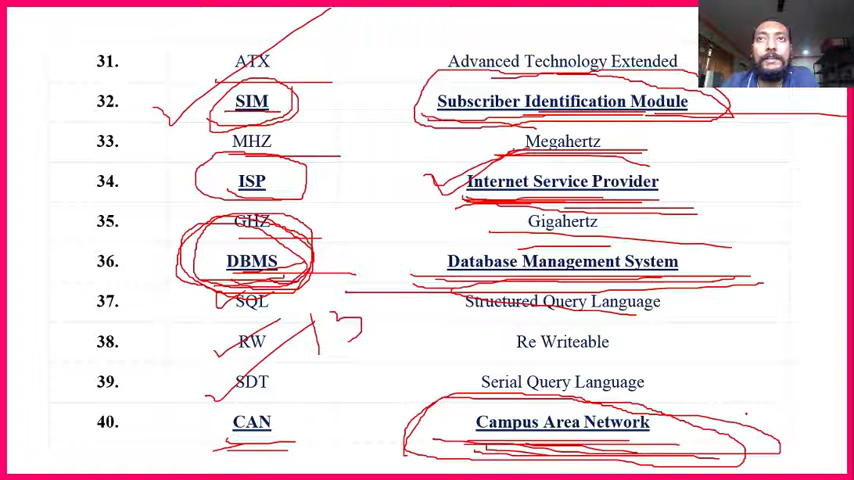 31. ATX Advanced Technology Extended
32. SIM Subscriber Identification Module
33. MHZ Megahertz
34. ISP Internet Service Provider
35. GHZ Gigahertz
36. DBMS Database Management System
37. SQL Structured Query Language
38. RW Re Writeable
39. SDT Serial Query Language
40. CAN Campus Area Network